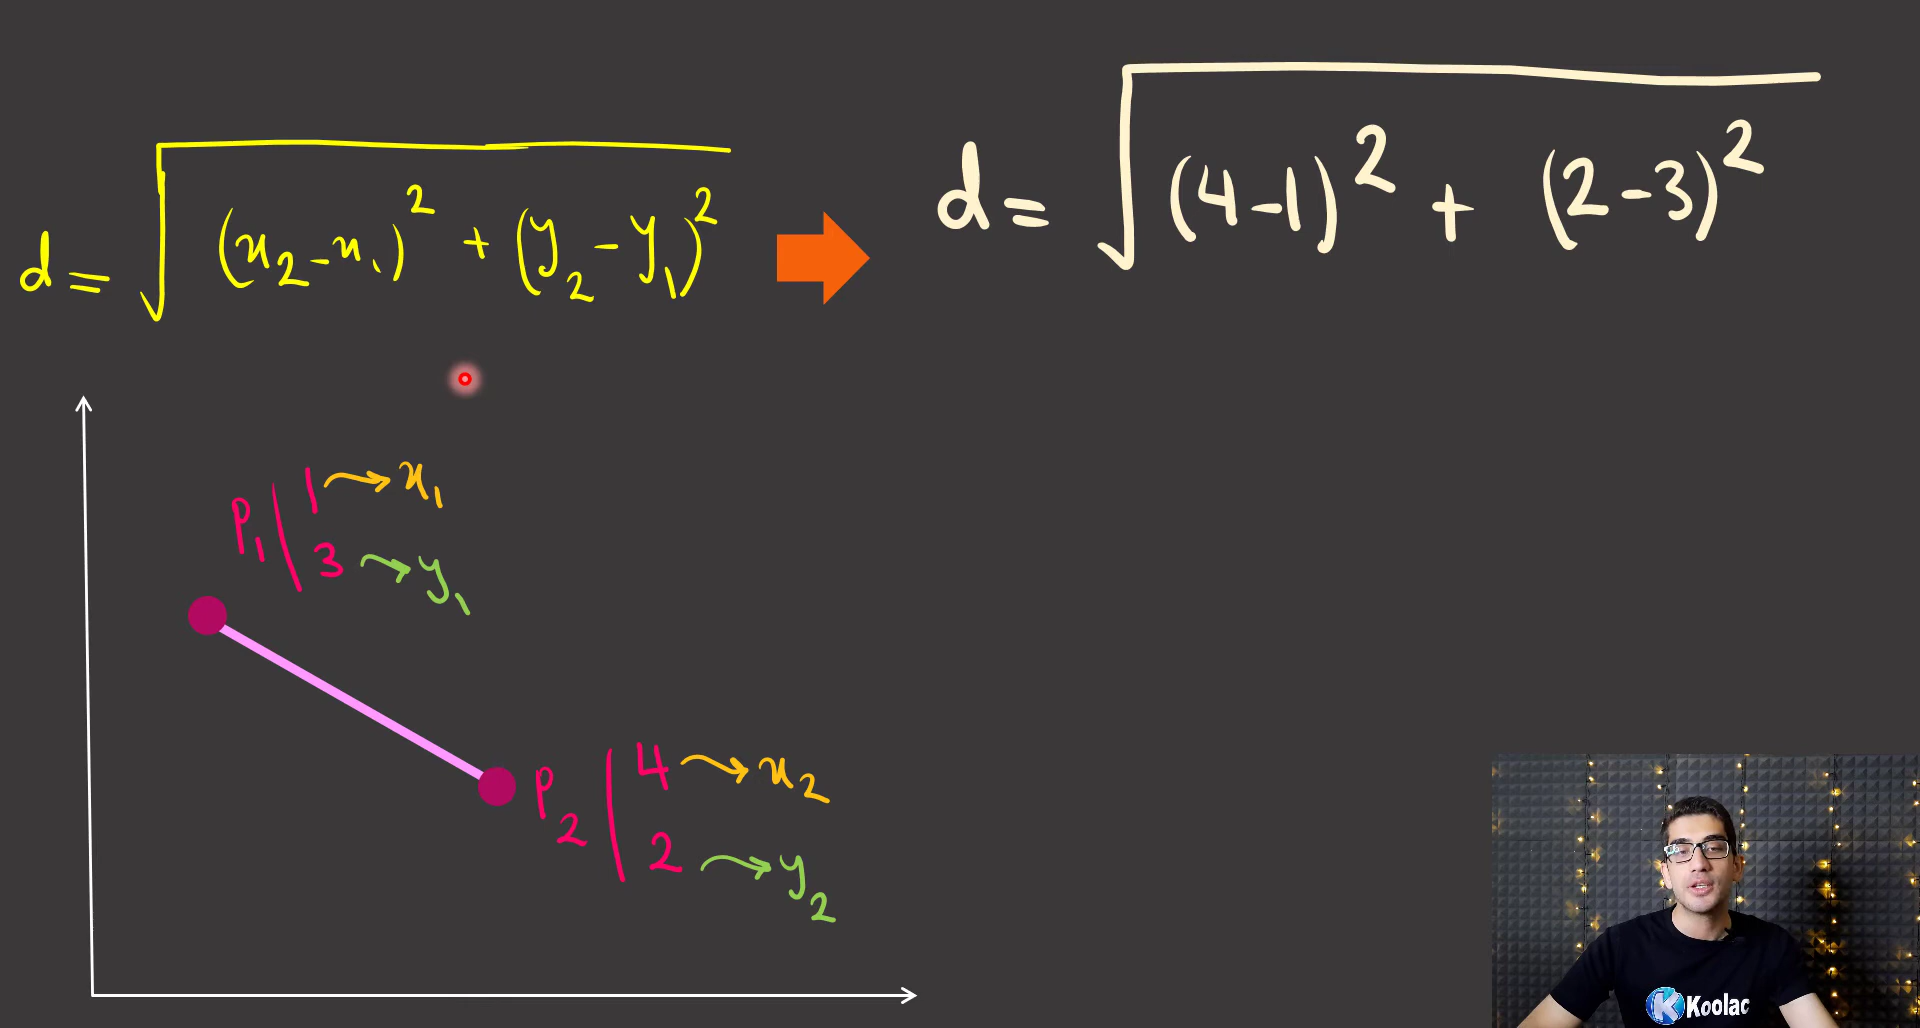 d = √((x₂-x₁)² + (y₂-y₁)²)
d = √((4-1)² + (2-3)²)
P₁ | 1 → x₁
3 → y₁
P₂ | 4 → x₂
2 → y₂
Koolac